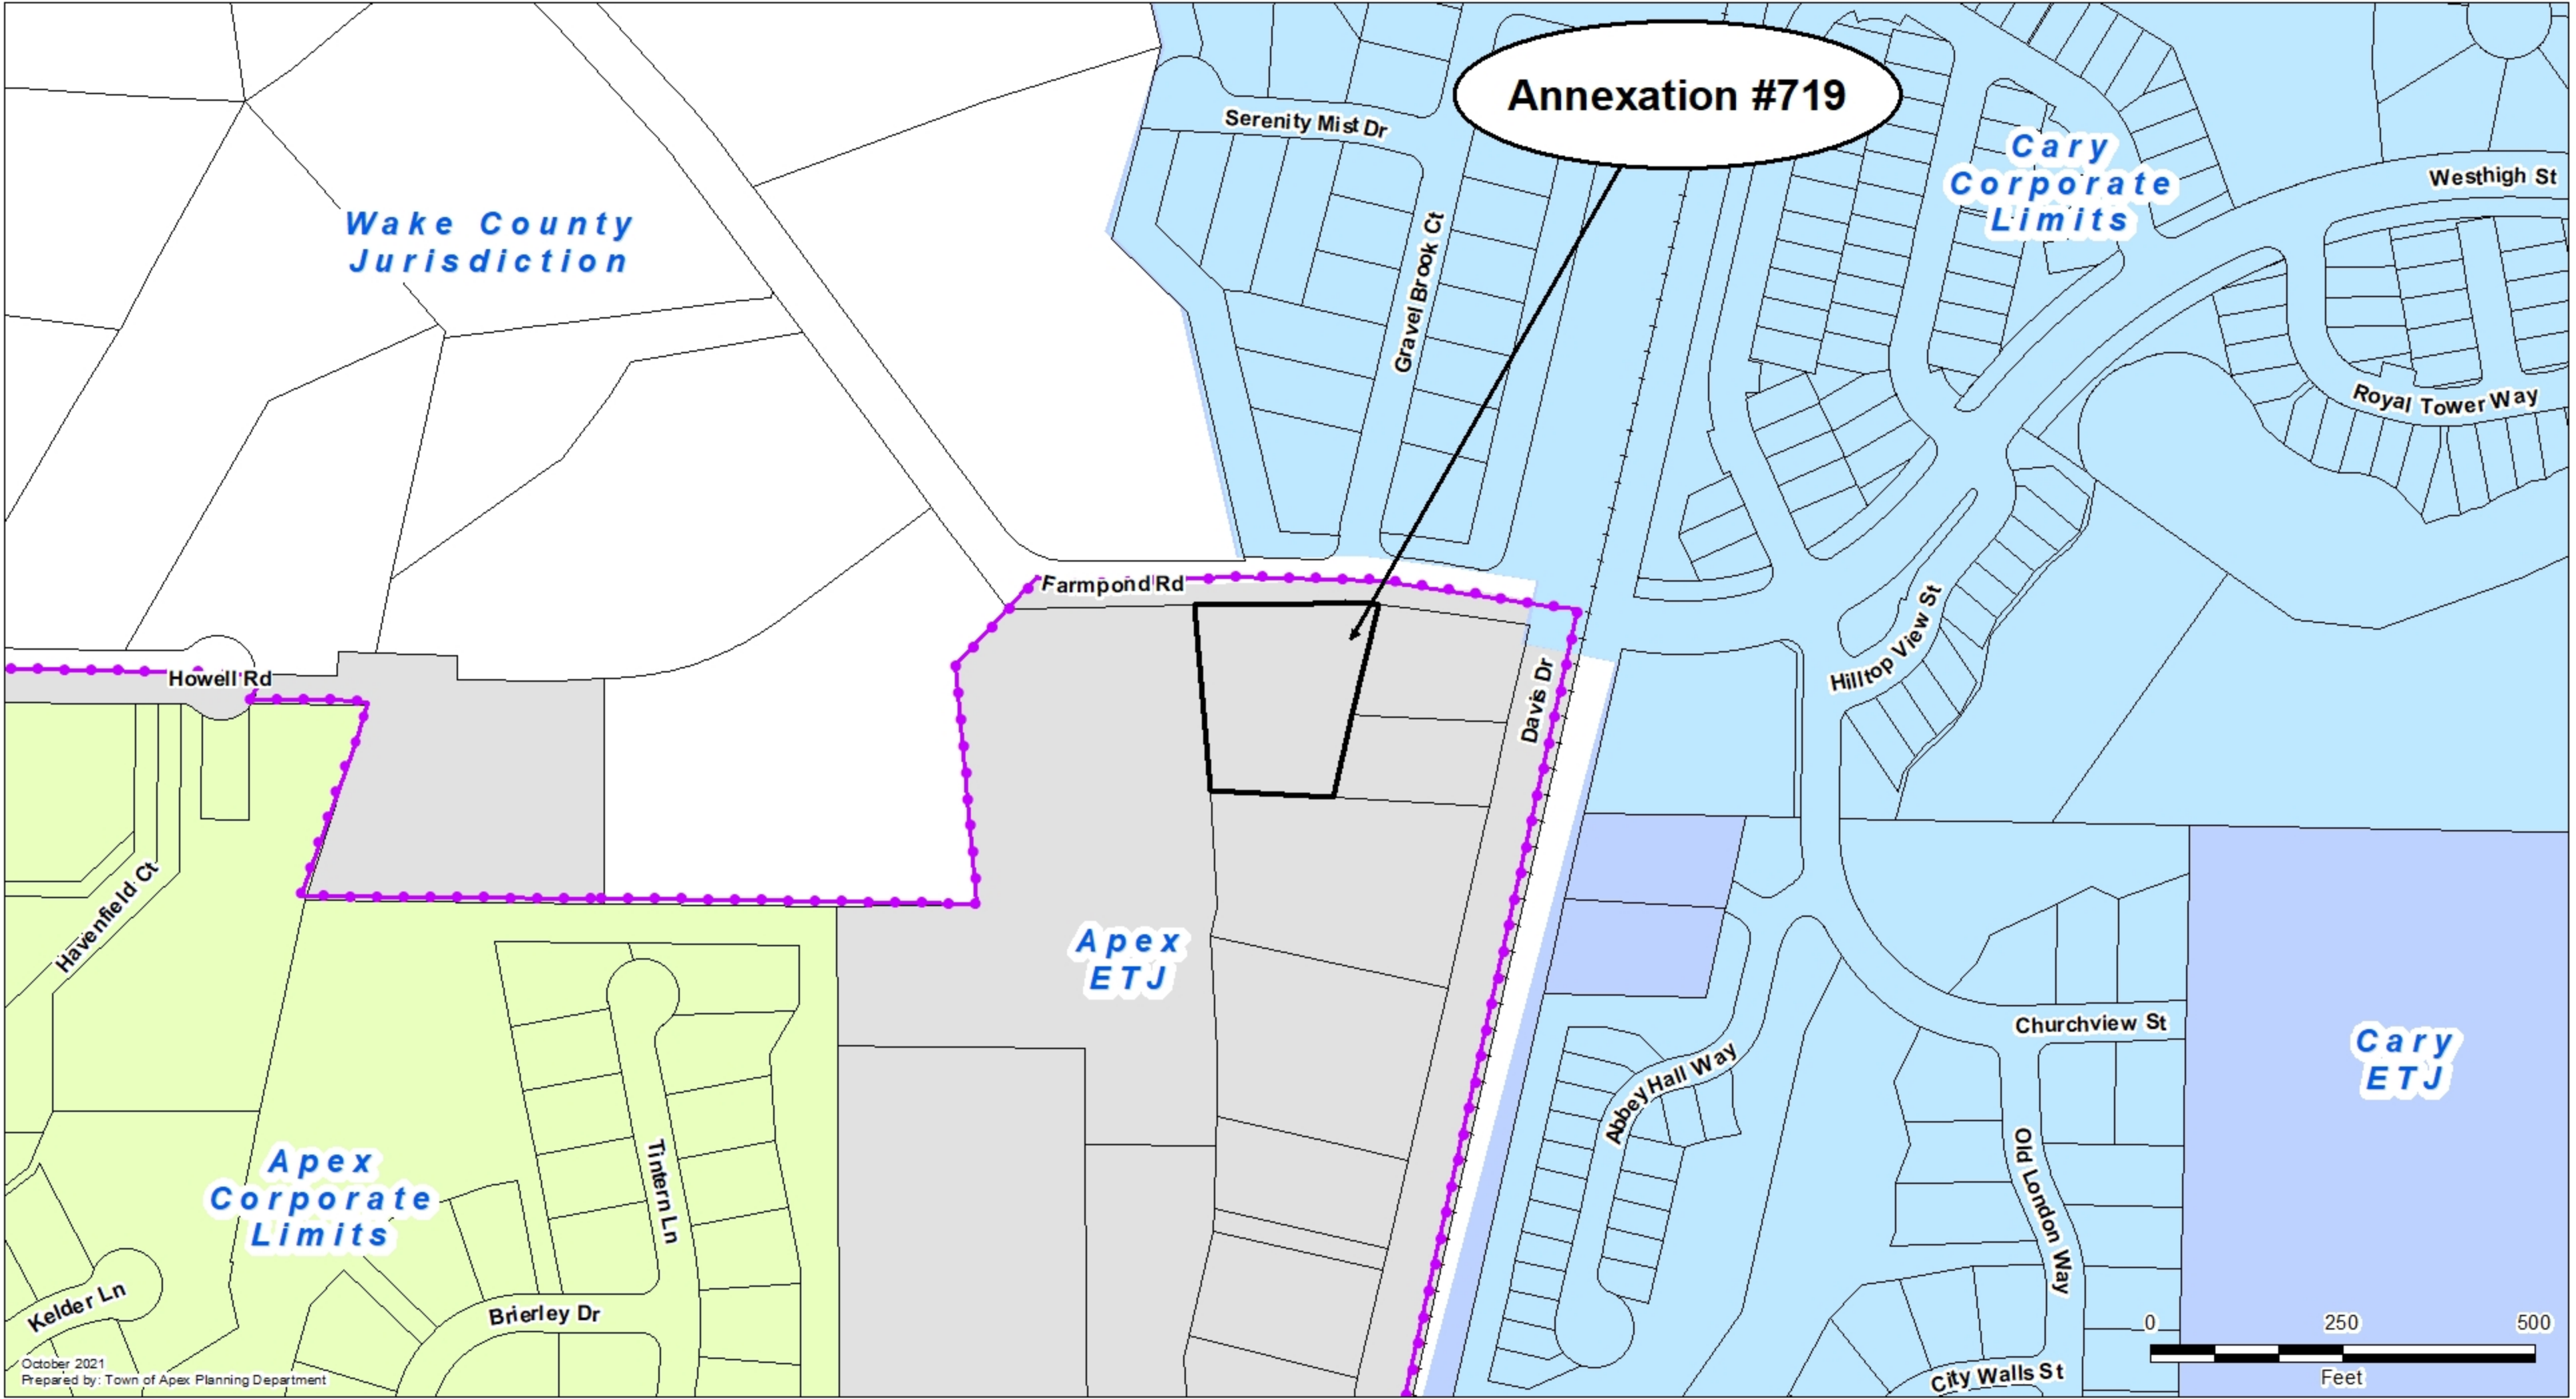 Annexation #719
Serenity Mist Dr
Cary
Corporate
Limits
Westhigh St
Wake County
Jurisdiction
Gravel Brook Ct
Royal Tower Way
Farmpond Rd
Hilltop View St
Howell Rd
Davis Dr
Havenfield Ct
Apex
ETJ
Churchview St
Cary
ETJ
Abbey Hall Way
Apex
Corporate
Limits
Tintern Ln
Old London Way
Kelder Ln
Brierley Dr
0 250 500
Feet
City Walls St
October 2021
Prepared by: Town of Apex Planning Department